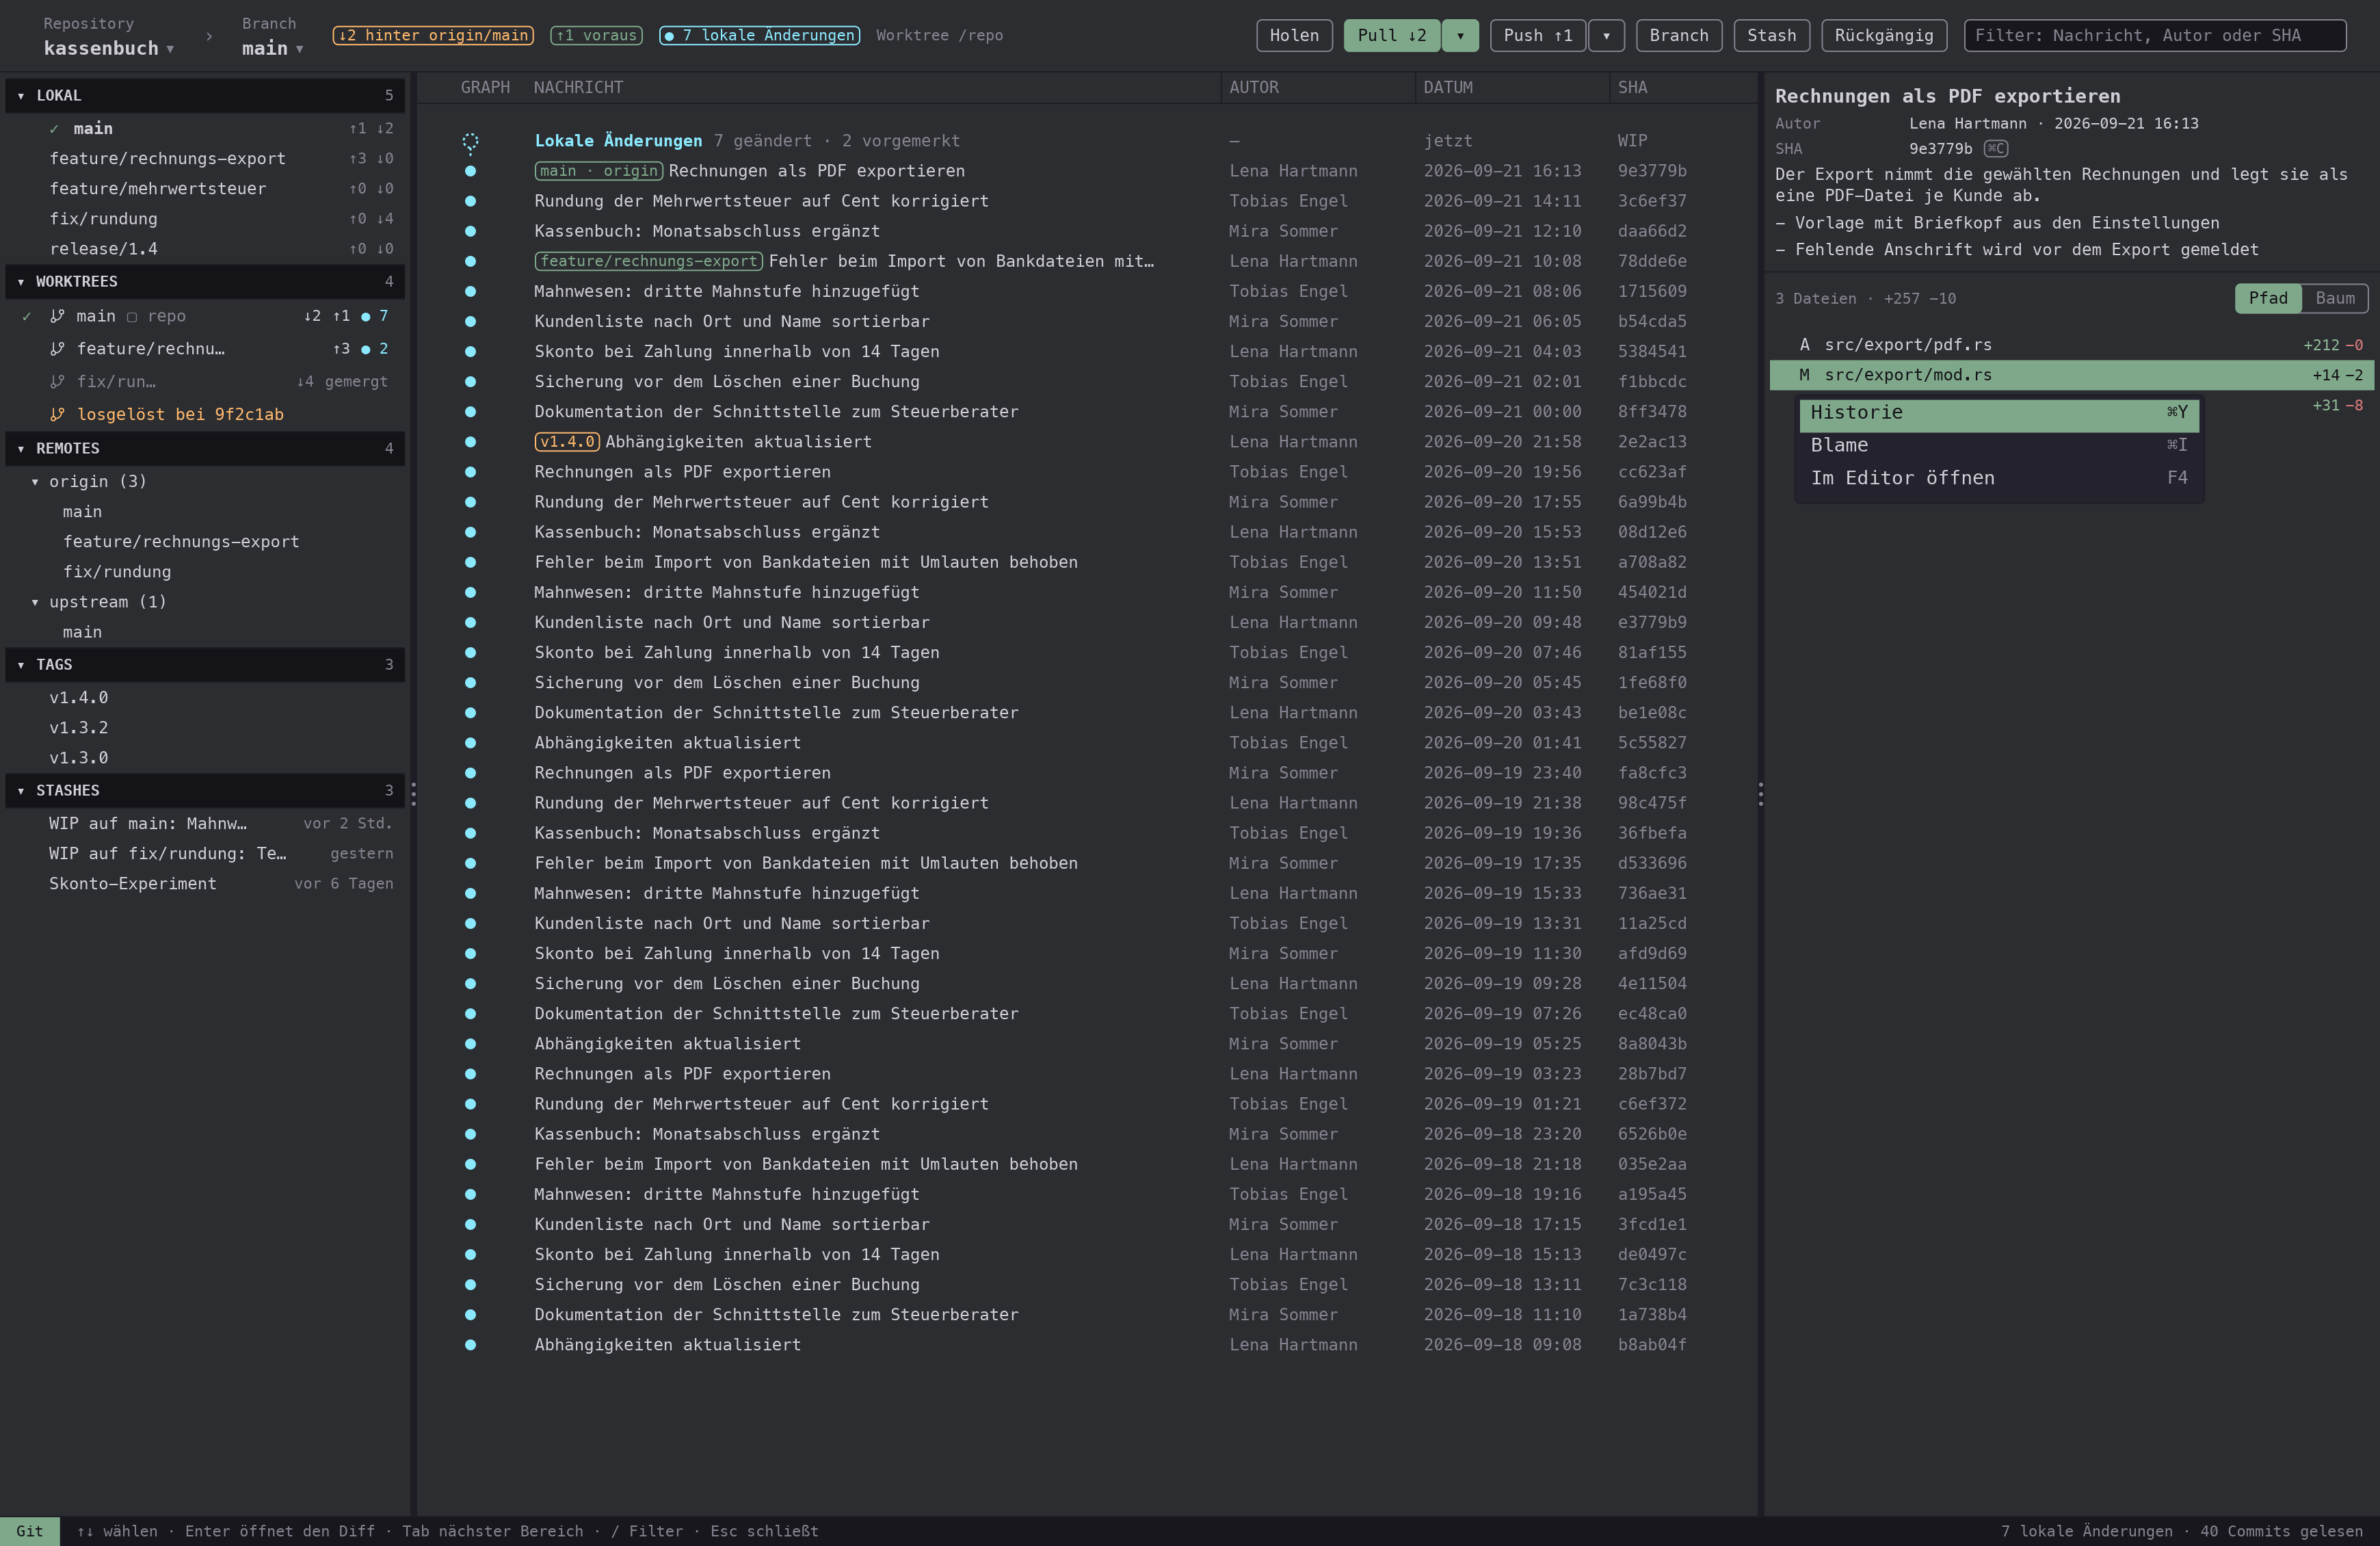 Repository
kassenbuch ▾
›
Branch
main ▾
↓2 hinter origin/main ↑1 voraus ● 7 lokale Änderungen Worktree /repo
Holen Pull ↓2 ▾ Push ↑1 ▾ Branch Stash Rückgängig Filter: Nachricht, Autor oder SHA
▾ LOKAL 5
✓ main ↑1 ↓2
feature/rechnungs-export ↑3 ↓0
feature/mehrwertsteuer ↑0 ↓0
fix/rundung ↑0 ↓4
release/1.4 ↑0 ↓0
▾ WORKTREES 4
✓ main ▢ repo ↓2 ↑1 ● 7
feature/rechnu… ↑3 ● 2
fix/run… ↓4 gemergt
losgelöst bei 9f2c1ab
▾ REMOTES 4
▾ origin (3)
main
feature/rechnungs-export
fix/rundung
▾ upstream (1)
main
▾ TAGS 3
v1.4.0
v1.3.2
v1.3.0
▾ STASHES 3
WIP auf main: Mahnw… vor 2 Std.
WIP auf fix/rundung: Te… gestern
Skonto-Experiment vor 6 Tagen
GRAPH NACHRICHT AUTOR DATUM SHA
Lokale Änderungen 7 geändert · 2 vorgemerkt — jetzt WIP
main · origin Rechnungen als PDF exportieren Lena Hartmann 2026-09-21 16:13 9e3779b
Rundung der Mehrwertsteuer auf Cent korrigiert Tobias Engel 2026-09-21 14:11 3c6ef37
Kassenbuch: Monatsabschluss ergänzt Mira Sommer 2026-09-21 12:10 daa66d2
feature/rechnungs-export Fehler beim Import von Bankdateien mit… Lena Hartmann 2026-09-21 10:08 78dde6e
Mahnwesen: dritte Mahnstufe hinzugefügt Tobias Engel 2026-09-21 08:06 1715609
Kundenliste nach Ort und Name sortierbar Mira Sommer 2026-09-21 06:05 b54cda5
Skonto bei Zahlung innerhalb von 14 Tagen Lena Hartmann 2026-09-21 04:03 5384541
Sicherung vor dem Löschen einer Buchung Tobias Engel 2026-09-21 02:01 f1bbcdc
Dokumentation der Schnittstelle zum Steuerberater Mira Sommer 2026-09-21 00:00 8ff3478
v1.4.0 Abhängigkeiten aktualisiert Lena Hartmann 2026-09-20 21:58 2e2ac13
Rechnungen als PDF exportieren Tobias Engel 2026-09-20 19:56 cc623af
Rundung der Mehrwertsteuer auf Cent korrigiert Mira Sommer 2026-09-20 17:55 6a99b4b
Kassenbuch: Monatsabschluss ergänzt Lena Hartmann 2026-09-20 15:53 08d12e6
Fehler beim Import von Bankdateien mit Umlauten behoben Tobias Engel 2026-09-20 13:51 a708a82
Mahnwesen: dritte Mahnstufe hinzugefügt Mira Sommer 2026-09-20 11:50 454021d
Kundenliste nach Ort und Name sortierbar Lena Hartmann 2026-09-20 09:48 e3779b9
Skonto bei Zahlung innerhalb von 14 Tagen Tobias Engel 2026-09-20 07:46 81af155
Sicherung vor dem Löschen einer Buchung Mira Sommer 2026-09-20 05:45 1fe68f0
Dokumentation der Schnittstelle zum Steuerberater Lena Hartmann 2026-09-20 03:43 be1e08c
Abhängigkeiten aktualisiert Tobias Engel 2026-09-20 01:41 5c55827
Rechnungen als PDF exportieren Mira Sommer 2026-09-19 23:40 fa8cfc3
Rundung der Mehrwertsteuer auf Cent korrigiert Lena Hartmann 2026-09-19 21:38 98c475f
Kassenbuch: Monatsabschluss ergänzt Tobias Engel 2026-09-19 19:36 36fbefa
Fehler beim Import von Bankdateien mit Umlauten behoben Mira Sommer 2026-09-19 17:35 d533696
Mahnwesen: dritte Mahnstufe hinzugefügt Lena Hartmann 2026-09-19 15:33 736ae31
Kundenliste nach Ort und Name sortierbar Tobias Engel 2026-09-19 13:31 11a25cd
Skonto bei Zahlung innerhalb von 14 Tagen Mira Sommer 2026-09-19 11:30 afd9d69
Sicherung vor dem Löschen einer Buchung Lena Hartmann 2026-09-19 09:28 4e11504
Dokumentation der Schnittstelle zum Steuerberater Tobias Engel 2026-09-19 07:26 ec48ca0
Abhängigkeiten aktualisiert Mira Sommer 2026-09-19 05:25 8a8043b
Rechnungen als PDF exportieren Lena Hartmann 2026-09-19 03:23 28b7bd7
Rundung der Mehrwertsteuer auf Cent korrigiert Tobias Engel 2026-09-19 01:21 c6ef372
Kassenbuch: Monatsabschluss ergänzt Mira Sommer 2026-09-18 23:20 6526b0e
Fehler beim Import von Bankdateien mit Umlauten behoben Lena Hartmann 2026-09-18 21:18 035e2aa
Mahnwesen: dritte Mahnstufe hinzugefügt Tobias Engel 2026-09-18 19:16 a195a45
Kundenliste nach Ort und Name sortierbar Mira Sommer 2026-09-18 17:15 3fcd1e1
Skonto bei Zahlung innerhalb von 14 Tagen Lena Hartmann 2026-09-18 15:13 de0497c
Sicherung vor dem Löschen einer Buchung Tobias Engel 2026-09-18 13:11 7c3c118
Dokumentation der Schnittstelle zum Steuerberater Mira Sommer 2026-09-18 11:10 1a738b4
Abhängigkeiten aktualisiert Lena Hartmann 2026-09-18 09:08 b8ab04f
Rechnungen als PDF exportieren
Autor Lena Hartmann · 2026-09-21 16:13
SHA 9e3779b ⌘C
Der Export nimmt die gewählten Rechnungen und legt sie als
eine PDF-Datei je Kunde ab.
– Vorlage mit Briefkopf aus den Einstellungen
– Fehlende Anschrift wird vor dem Export gemeldet
3 Dateien · +257 −10 Pfad Baum
A src/export/pdf.rs +212 −0
M src/export/mod.rs +14 −2
+31 −8
Historie ⌘Y
Blame ⌘I
Im Editor öffnen F4
Git ↑↓ wählen · Enter öffnet den Diff · Tab nächster Bereich · / Filter · Esc schließt
7 lokale Änderungen · 40 Commits gelesen